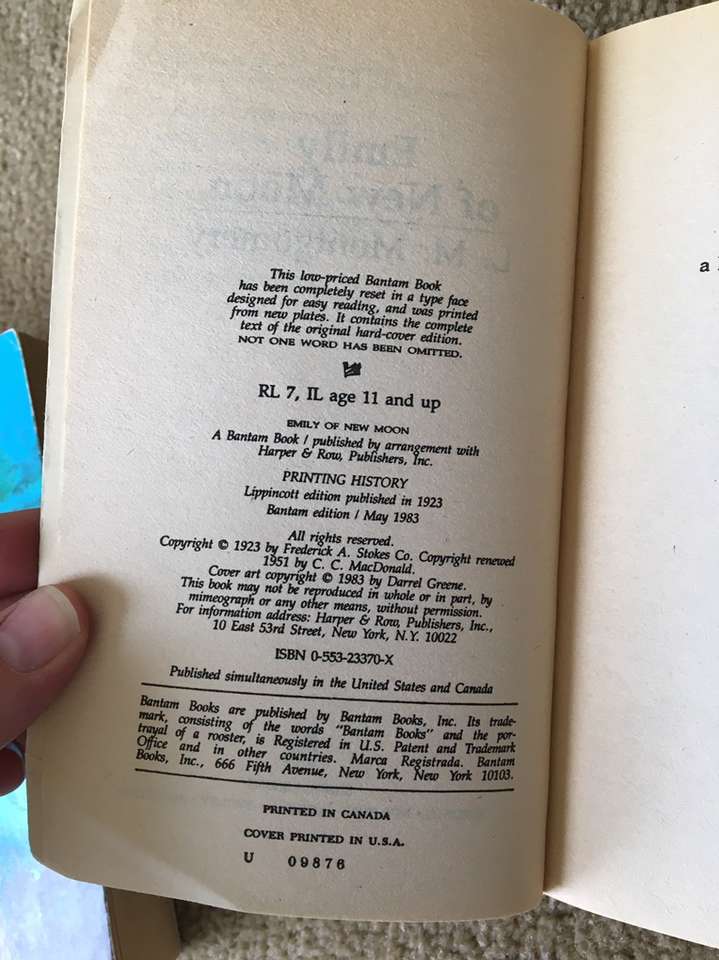 This low-priced Bantam Book
has been completely reset in a type face
designed for easy reading, and was printed
from new plates. It contains the complete
text of the original hard-cover edition.
NOT ONE WORD HAS BEEN OMITTED.
RL 7, IL age 11 and up
EMILY OF NEW MOON
A Bantam Book / published by arrangement with
Harper & Row, Publishers, Inc.
PRINTING HISTORY
Lippincott edition published in 1923
Bantam edition / May 1983
All rights reserved.
Copyright © 1923 by Frederick A. Stokes Co. Copyright renewed
1951 by C. C. MacDonald.
Cover art copyright © 1983 by Darrel Greene.
This book may not be reproduced in whole or in part, by
mimeograph or any other means, without permission.
For information address: Harper & Row, Publishers, Inc.,
10 East 53rd Street, New York, N.Y. 10022
ISBN 0-553-23370-X
Published simultaneously in the United States and Canada
Bantam Books are published by Bantam Books, Inc. Its trade-
mark, consisting of the words "Bantam Books" and the por-
trayal of a rooster, is Registered in U.S. Patent and Trademark
Office and in other countries. Marca Registrada. Bantam
Books, Inc., 666 Fifth Avenue, New York, New York 10103.
PRINTED IN CANADA
COVER PRINTED IN U.S.A.
U 09876
a